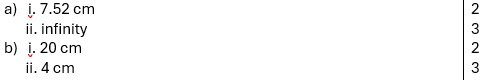 a) i. 7.52 cm 2
ii. infinity 3
b) i. 20 cm 2
ii. 4 cm 3